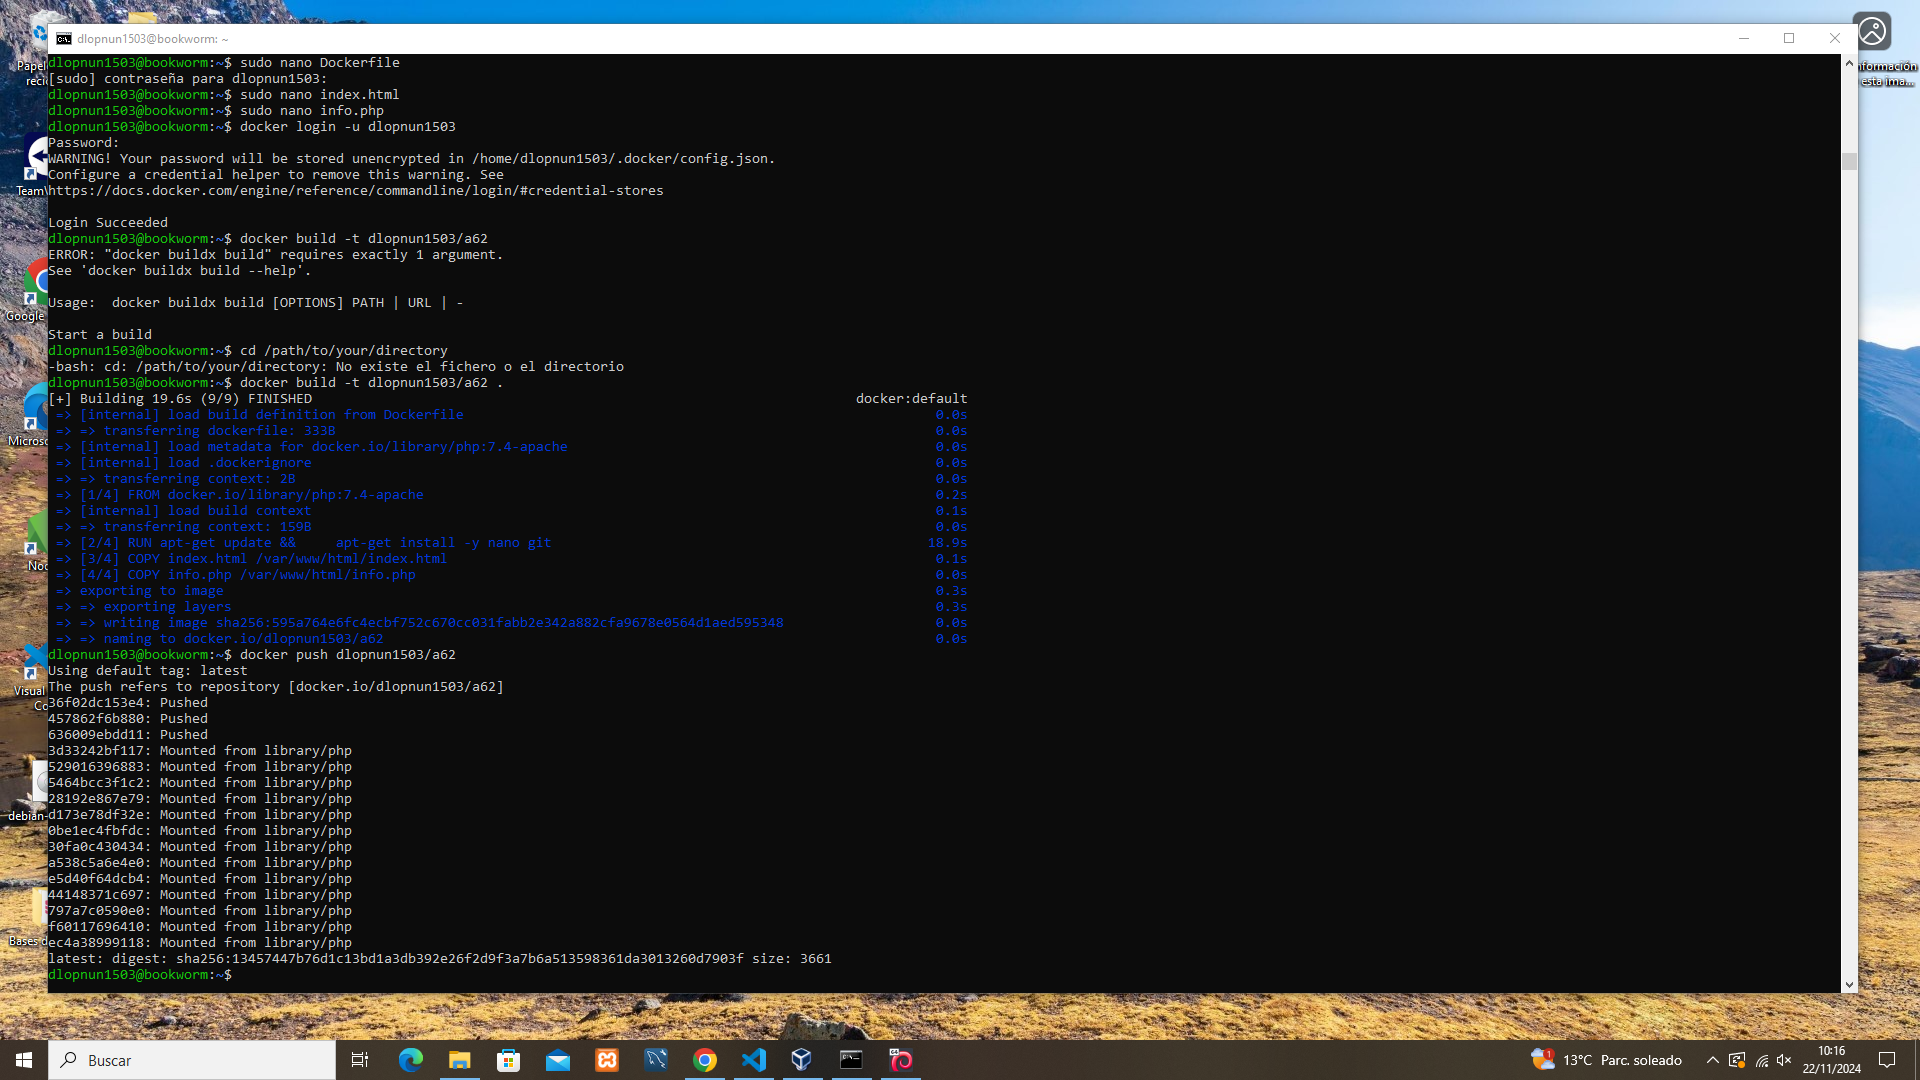 dlopnun1503@bookworm: ~
dlopnun1503@bookworm:~$ sudo nano Dockerfile
[sudo] contraseña para dlopnun1503:
dlopnun1503@bookworm:~$ sudo nano index.html
dlopnun1503@bookworm:~$ sudo nano info.php
dlopnun1503@bookworm:~$ docker login -u dlopnun1503
Password:
WARNING! Your password will be stored unencrypted in /home/dlopnun1503/.docker/config.json.
Configure a credential helper to remove this warning. See
https://docs.docker.com/engine/reference/commandline/login/#credential-stores
Login Succeeded
dlopnun1503@bookworm:~$ docker build -t dlopnun1503/a62
ERROR: "docker buildx build" requires exactly 1 argument.
See 'docker buildx build --help'.
Usage:  docker buildx build [OPTIONS] PATH | URL | -
Start a build
dlopnun1503@bookworm:~$ cd /path/to/your/directory
-bash: cd: /path/to/your/directory: No existe el fichero o el directorio
dlopnun1503@bookworm:~$ docker build -t dlopnun1503/a62 .
[+] Building 19.6s (9/9) FINISHED docker:default
=> [internal] load build definition from Dockerfile 0.0s
=> => transferring dockerfile: 333B 0.0s
=> [internal] load metadata for docker.io/library/php:7.4-apache 0.0s
=> [internal] load .dockerignore 0.0s
=> => transferring context: 2B 0.0s
=> [1/4] FROM docker.io/library/php:7.4-apache 0.2s
=> [internal] load build context 0.1s
=> => transferring context: 159B 0.0s
=> [2/4] RUN apt-get update &&     apt-get install -y nano git 18.9s
=> [3/4] COPY index.html /var/www/html/index.html 0.1s
=> [4/4] COPY info.php /var/www/html/info.php 0.0s
=> exporting to image 0.3s
=> => exporting layers 0.3s
=> => writing image sha256:595a764e6fc4ecbf752c670cc031fabb2e342a882cfa9678e0564d1aed595348 0.0s
=> => naming to docker.io/dlopnun1503/a62 0.0s
dlopnun1503@bookworm:~$ docker push dlopnun1503/a62
Using default tag: latest
The push refers to repository [docker.io/dlopnun1503/a62]
36f02dc153e4: Pushed
457862f6b880: Pushed
636009ebdd11: Pushed
3d33242bf117: Mounted from library/php
529016396883: Mounted from library/php
5464bcc3f1c2: Mounted from library/php
28192e867e79: Mounted from library/php
d173e78df32e: Mounted from library/php
0be1ec4fbfdc: Mounted from library/php
30fa0c430434: Mounted from library/php
a538c5a6e4e0: Mounted from library/php
e5d40f64dcb4: Mounted from library/php
44148371c697: Mounted from library/php
797a7c0590e0: Mounted from library/php
f60117696410: Mounted from library/php
ec4a38999118: Mounted from library/php
latest: digest: sha256:13457447b76d1c13bd1a3db392e26f2d9f3a7b6a513598361da3013260d7903f size: 3661
dlopnun1503@bookworm:~$
Papel
reci
Team
Google
Micros
Noc
Visual
Co
debian-
Bases d
nformación
esta ima...
Buscar
13°C Parc. soleado
10:16
22/11/2024